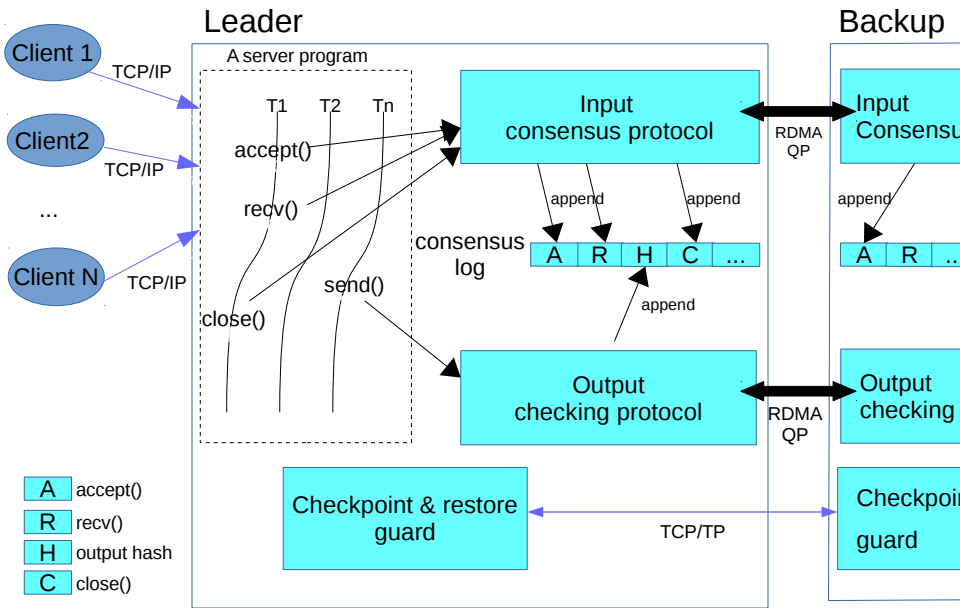 Leader
Backup
Client 1
TCP/IP
Client2
TCP/IP
...
Client N
TCP/IP
A server program
T1
T2
Tn
accept()
recv()
send()
close()
Input
consensus protocol
RDMA
QP
Input
Consensu
append
append
append
append
consensus
log
A
R
H
C
...
A
R
..
append
Output
checking protocol
RDMA
QP
Output
checking
Checkpoint & restore
guard
TCP/TP
Checkpoin
guard
A
accept()
R
recv()
H
output hash
C
close()